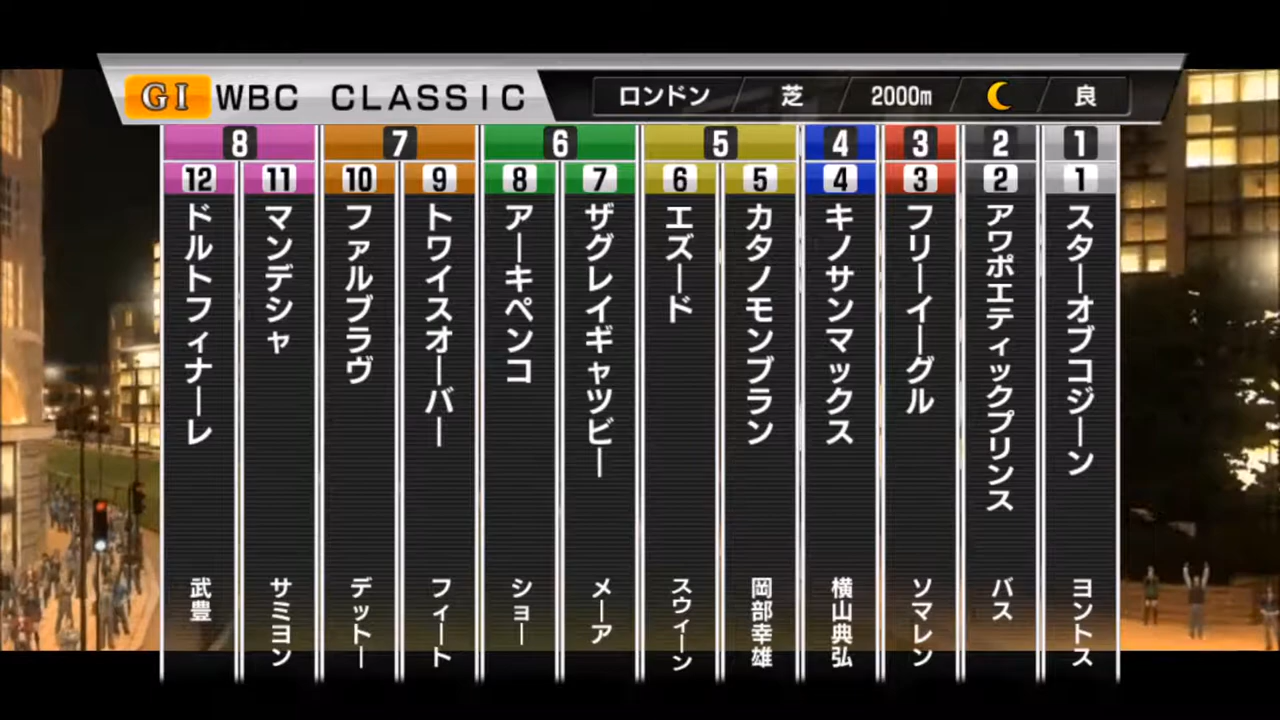 GI WBC CLASSIC
ロンドン 芝 2000m 良
8 7 6 5 4 3 2 1
12 11 10 9 8 7 6 5 4 3 2 1
スターオブコジーン
ヨントス
アワポエティックプリンス
バス
フリーイーグル
ソマレン
キノサンマックス
横山典弘
カタノモンブラン
岡部幸雄
エズード
スウィーン
ザグレイギャツビー
メーア
アーキペンコ
ショー
トワイスオーバー
フィート
ファルブラヴ
デットー
マンデシャ
サミヨン
ドルトフィナーレ
武豊